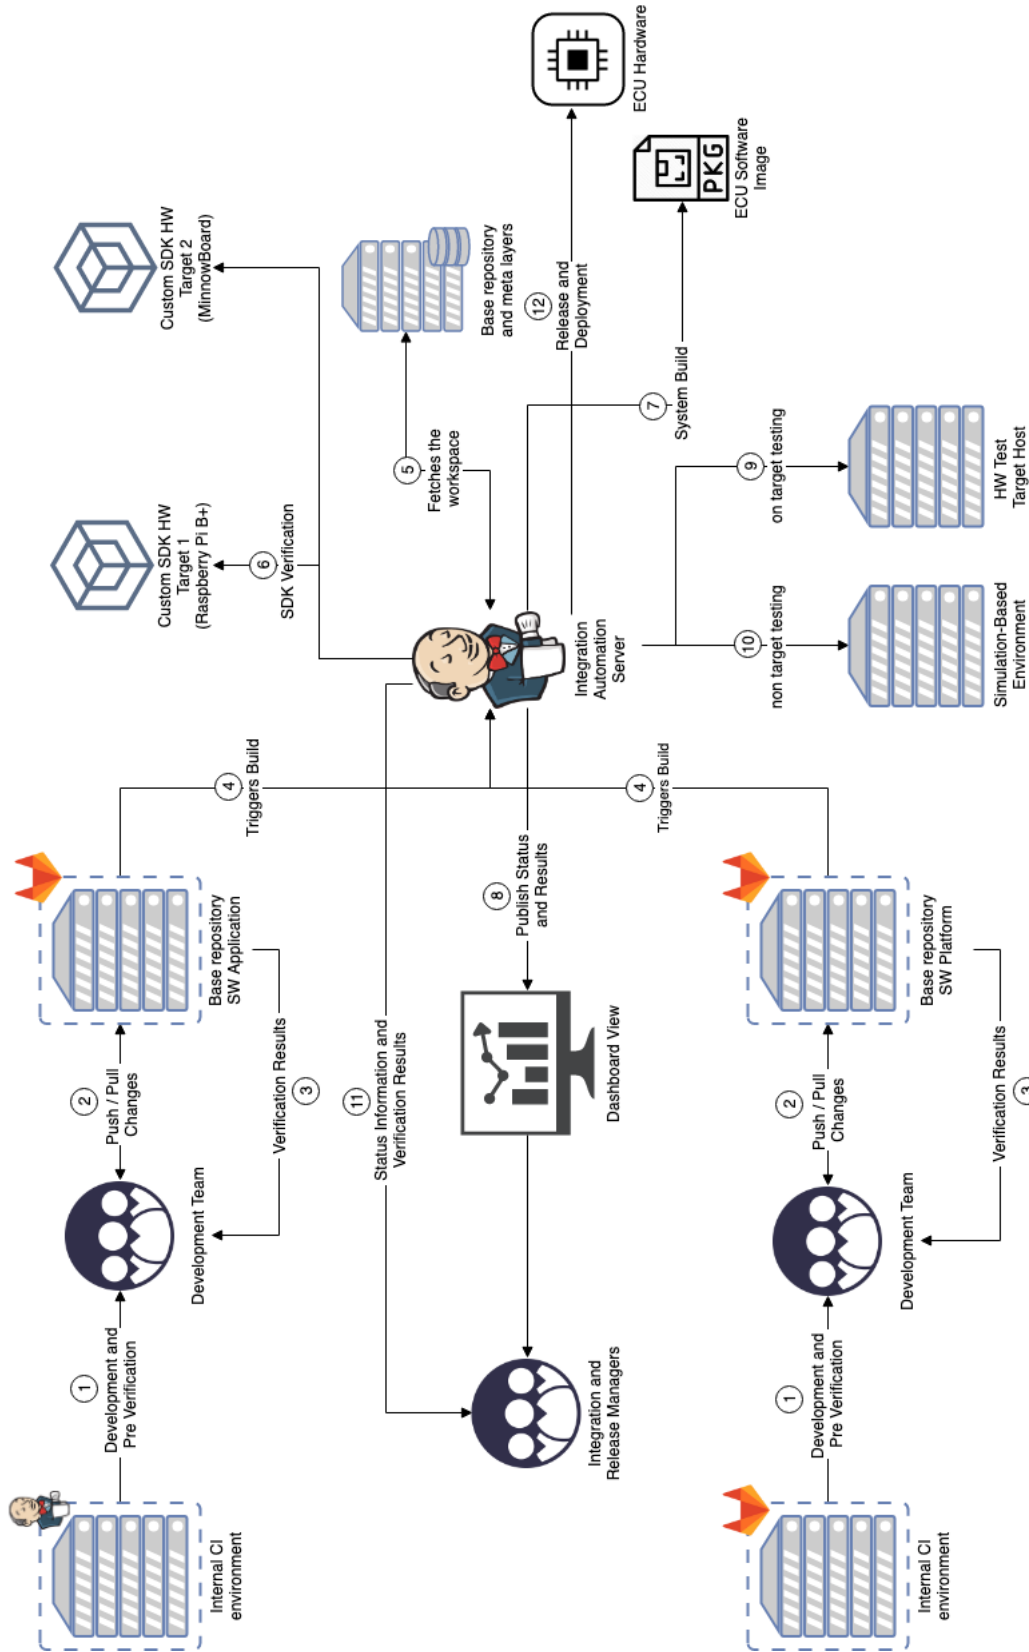 Internal CI
environment
1
Development and
Pre Verification
Development Team
2
Push / Pull
Changes
Base repository
SW Application
Verification Results
3
4
Triggers Build
Custom SDK HW
Target 1
(Raspberry Pi B+)
Custom SDK HW
Target 2
(MinnowBoard)
6
SDK Verification
5
Fetches the
workspace
Base repository
and meta layers
11
Status Information and
Verification Results
Integration and
Release Managers
Dashboard View
8
Publish Status
and Results
Integration
Automation
Server
12
Release and
Deployment
ECU Hardware
7
System Build
PKG
ECU Software
Image
9
on target testing
HW Test
Target Host
10
non target testing
Simulation-Based
Environment
4
Triggers Build
Internal CI
environment
1
Development and
Pre Verification
Development Team
2
Push / Pull
Changes
Base repository
SW Platform
Verification Results
3